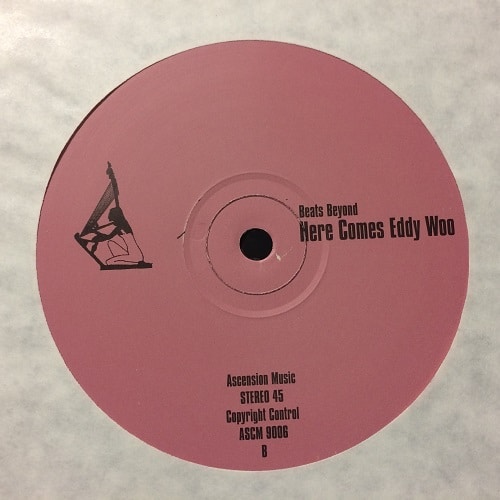 Beats Beyond
Here Comes Eddy Woo
Ascension Music
STEREO 45
Copyright Control
ASCM 9006
B